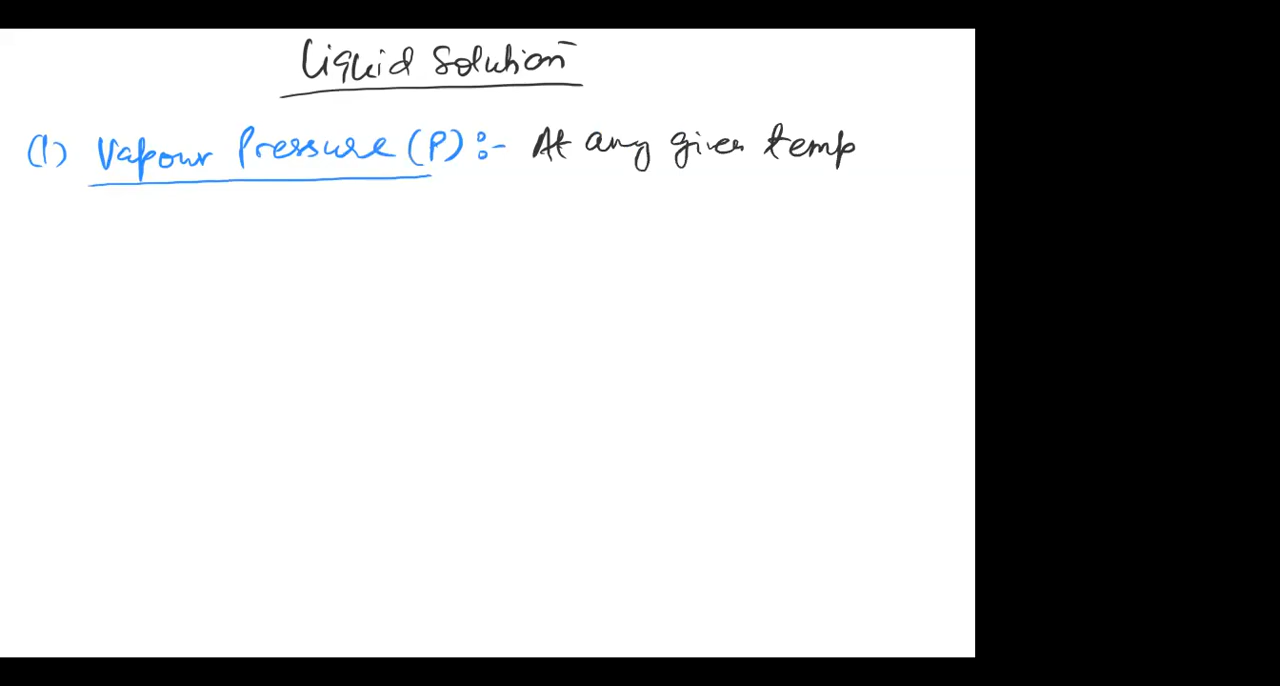 Liquid Solution
(1) Vapour Pressure (P) :- At any given temp